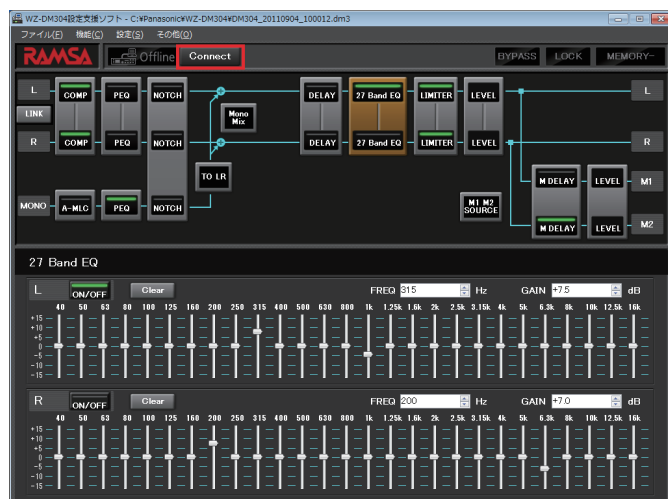 WZ-DM304設定支援ソフト - C:¥Panasonic¥WZ-DM304¥DM304_20110904_100012.dm3
ファイル(F) 機能(C) 設定(S) その他(O)
RAMSA Offline Connect BYPASS LOCK MEMORY--
L COMP PEQ NOTCH DELAY 27 Band EQ LIMITER LEVEL L
LINK Mono Mix
R COMP PEQ NOTCH DELAY 27 Band EQ LIMITER LEVEL R
TO LR M DELAY LEVEL M1
MONO A-MLC PEQ NOTCH M1 M2 SOURCE
M DELAY LEVEL M2
27 Band EQ
L ON/OFF Clear FREQ 315 Hz GAIN +7.5 dB
40 50 63 80 100 125 160 200 250 315 400 500 630 800 1k 1.25k 1.6k 2k 2.5k 3.15k 4k 5k 6.3k 8k 10k 12.5k 16k
+15
+10
+5
0
-5
-10
-15
R ON/OFF Clear FREQ 200 Hz GAIN +7.0 dB
40 50 63 80 100 125 160 200 250 315 400 500 630 800 1k 1.25k 1.6k 2k 2.5k 3.15k 4k 5k 6.3k 8k 10k 12.5k 16k
+15
+10
+5
0
-5
-10
-15